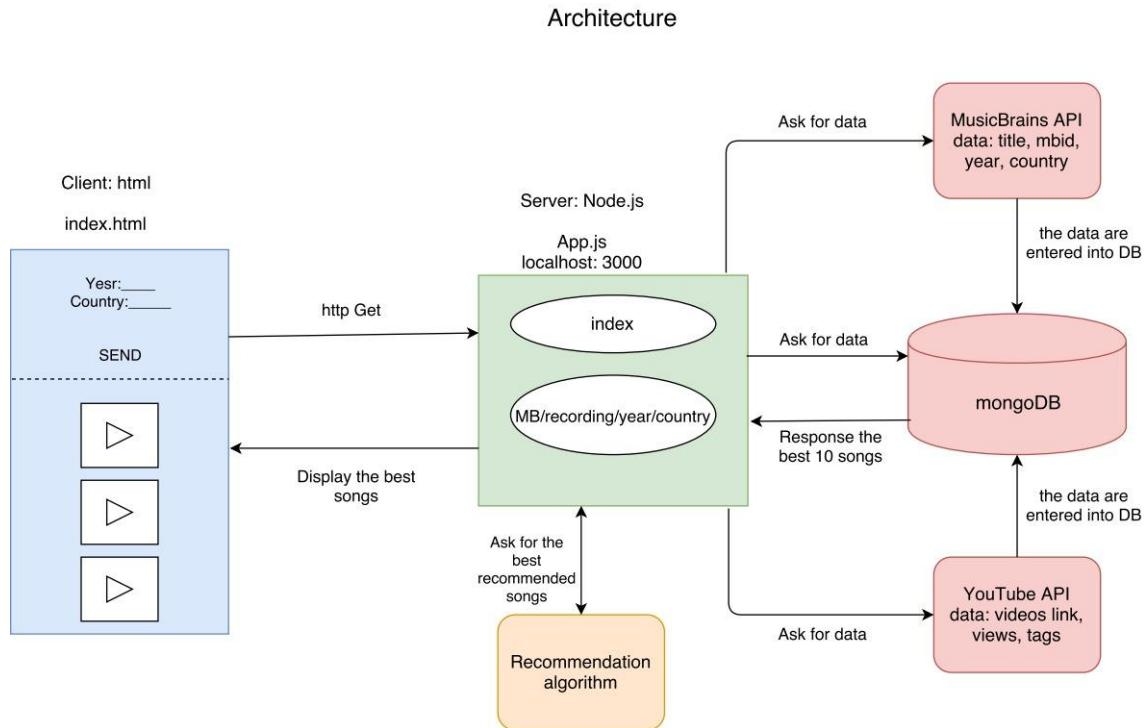 Architecture
Client: html
index.html
Yesr:____
Country:_____
SEND
http Get
Display the best
songs
Server: Node.js
App.js
localhost: 3000
index
MB/recording/year/country
Ask for the
best
recommended
songs
Recommendation
algorithm
Ask for data
Ask for data
Response the
best 10 songs
Ask for data
MusicBrains API
data: title, mbid,
year, country
the data are
entered into DB
mongoDB
the data are
entered into DB
YouTube API
data: videos link,
views, tags